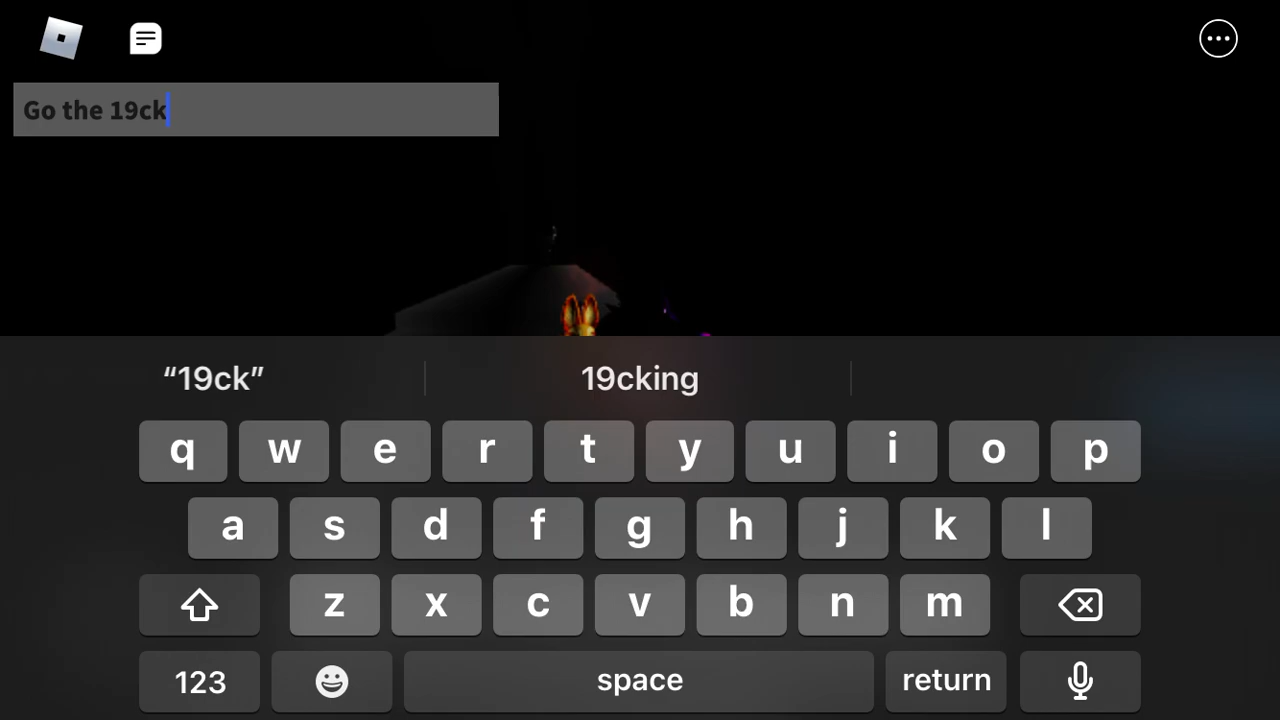 Go the 19ck
“19ck” 19cking
q w e r t y u i o p
a s d f g h j k l
z x c v b n m
123 space return